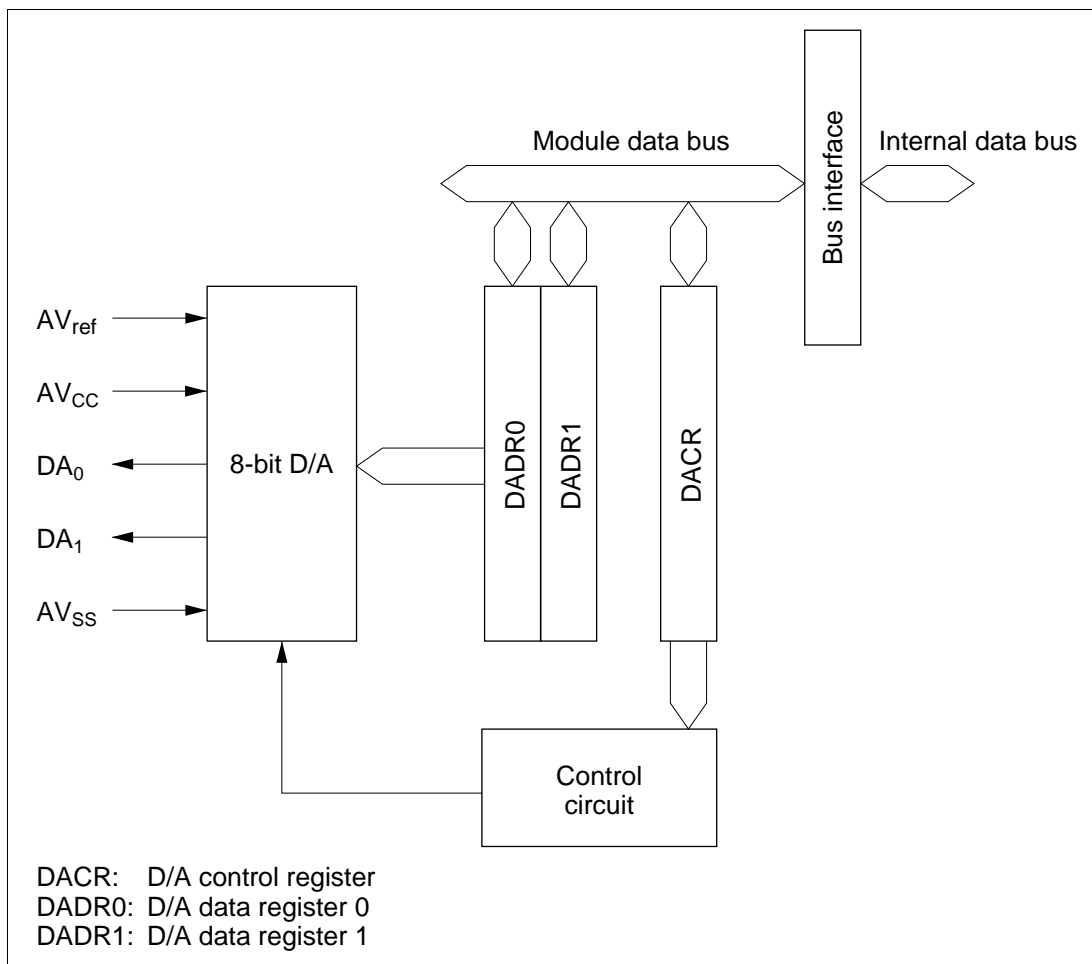 Module data bus
Internal data bus
Bus interface
AVref
AVCC
DA0
DA1
AVSS
8-bit D/A
DADR0
DADR1
DACR
Control
circuit
DACR: D/A control register
DADR0: D/A data register 0
DADR1: D/A data register 1